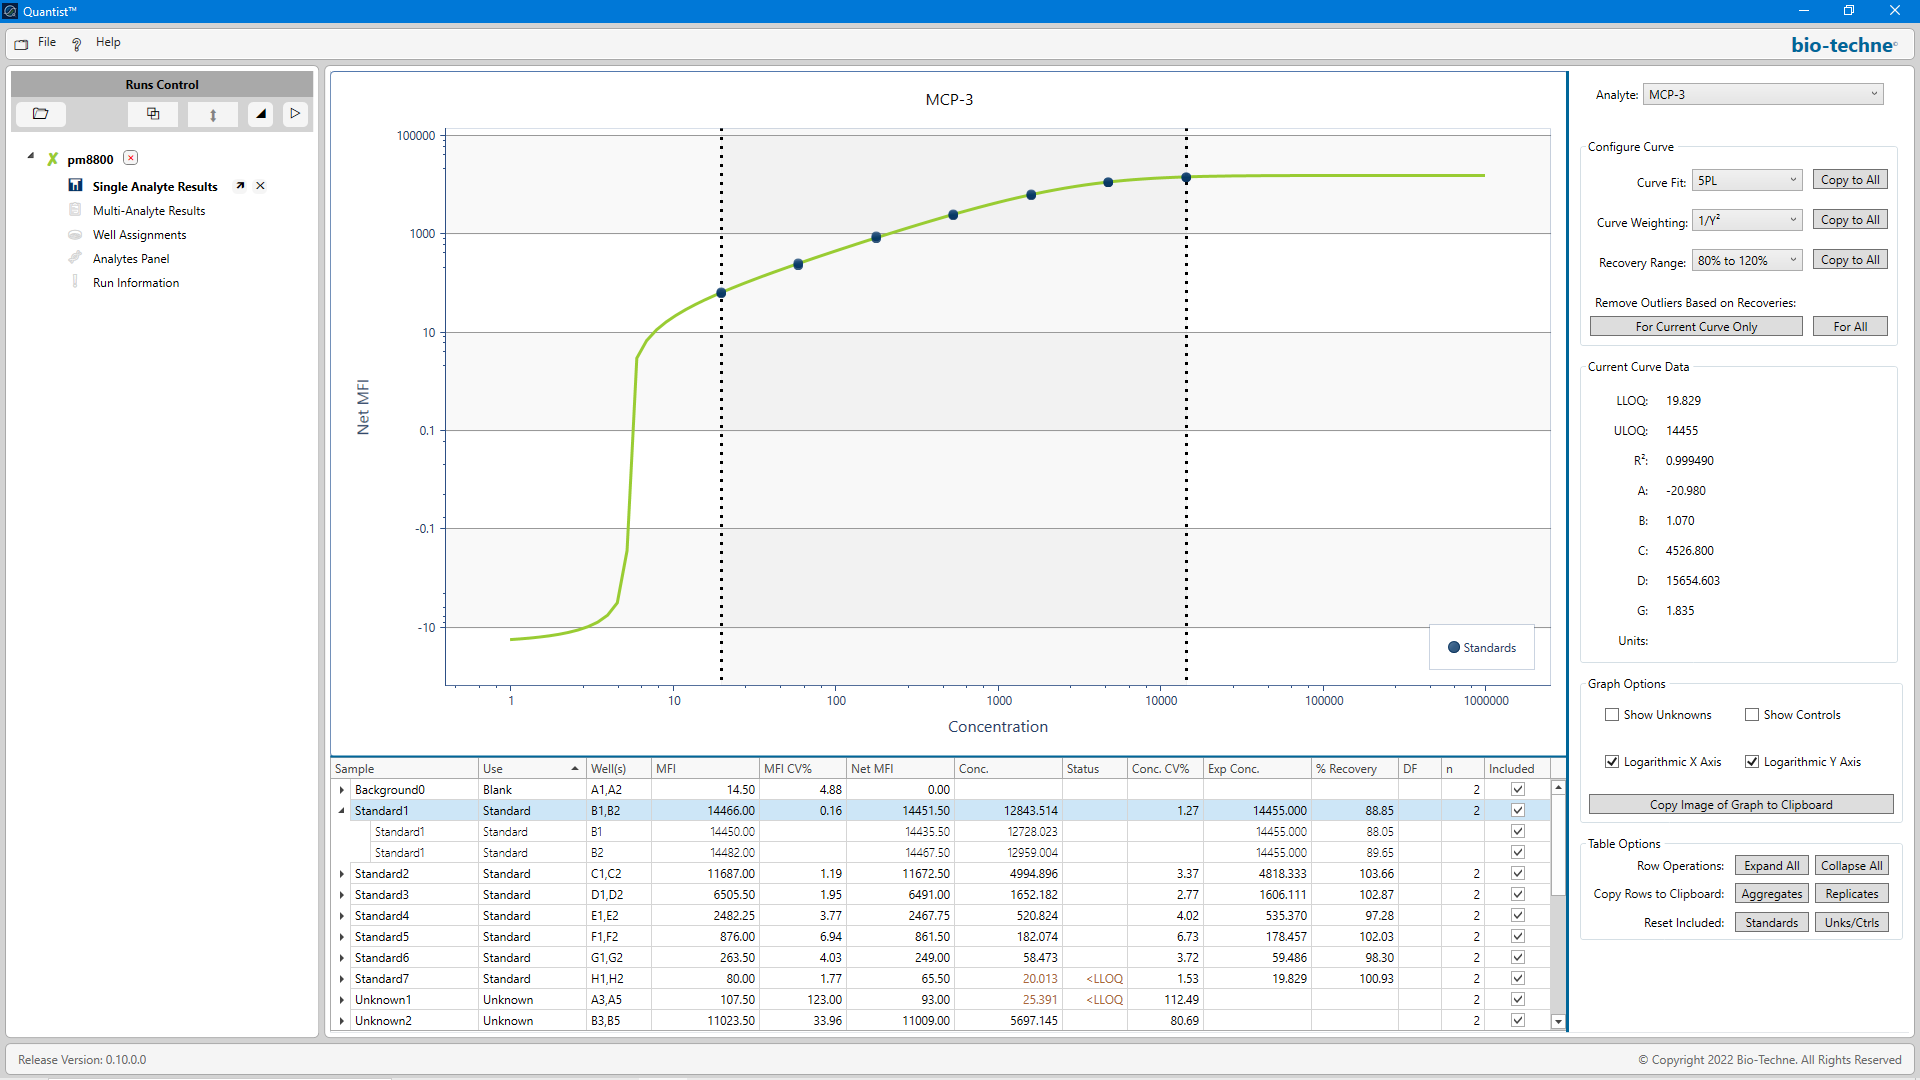 Quantist™
File Help
bio-techne®
Runs Control
pm8800
Single Analyte Results
Multi-Analyte Results
Well Assignments
Analytes Panel
Run Information
MCP-3
100000
1000
10
0.1
-0.1
-10
Net MFI
1 10 100 1000 10000 100000 1000000
Concentration
Standards
Sample Use Well(s) MFI MFI CV% Net MFI Conc. Status Conc. CV% Exp Conc. % Recovery DF n Included
Background0 Blank A1,A2 14.50 4.88 0.00 2
Standard1 Standard B1,B2 14466.00 0.16 14451.50 12843.514 1.27 14455.000 88.85 2
Standard1 Standard B1 14450.00 14435.50 12728.023 14455.000 88.05
Standard1 Standard B2 14482.00 14467.50 12959.004 14455.000 89.65
Standard2 Standard C1,C2 11687.00 1.19 11672.50 4994.896 3.37 4818.333 103.66 2
Standard3 Standard D1,D2 6505.50 1.95 6491.00 1652.182 2.77 1606.111 102.87 2
Standard4 Standard E1,E2 2482.25 3.77 2467.75 520.824 4.02 535.370 97.28 2
Standard5 Standard F1,F2 876.00 6.94 861.50 182.074 6.73 178.457 102.03 2
Standard6 Standard G1,G2 263.50 4.03 249.00 58.473 3.72 59.486 98.30 2
Standard7 Standard H1,H2 80.00 1.77 65.50 20.013 <LLOQ 1.53 19.829 100.93 2
Unknown1 Unknown A3,A5 107.50 123.00 93.00 25.391 <LLOQ 112.49 2
Unknown2 Unknown B3,B5 11023.50 33.96 11009.00 5697.145 80.69 2
Analyte: MCP-3
Configure Curve
Curve Fit: 5PL Copy to All
Curve Weighting: 1/Y² Copy to All
Recovery Range: 80% to 120% Copy to All
Remove Outliers Based on Recoveries:
For Current Curve Only For All
Current Curve Data
LLOQ: 19.829
ULOQ: 14455
R²: 0.999490
A: -20.980
B: 1.070
C: 4526.800
D: 15654.603
G: 1.835
Units:
Graph Options
Show Unknowns Show Controls
Logarithmic X Axis Logarithmic Y Axis
Copy Image of Graph to Clipboard
Table Options
Row Operations: Expand All Collapse All
Copy Rows to Clipboard: Aggregates Replicates
Reset Included: Standards Unks/Ctrls
Release Version: 0.10.0.0
© Copyright 2022 Bio-Techne. All Rights Reserved